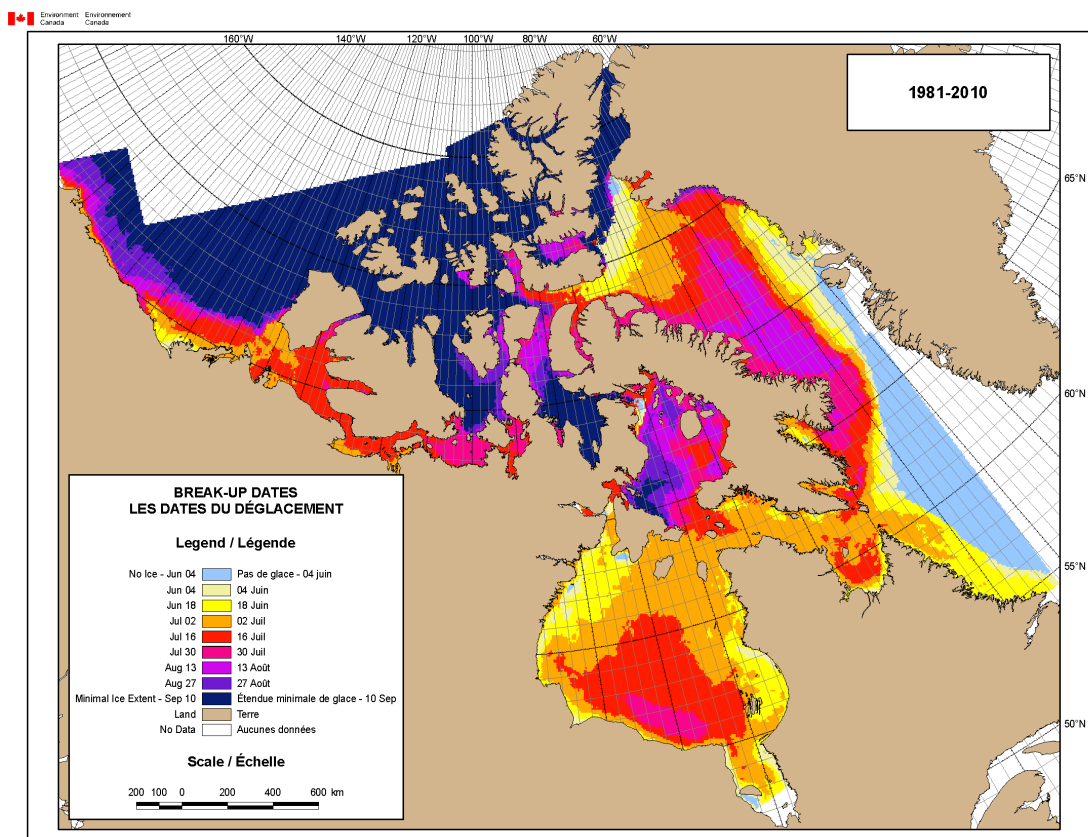 Environment Environnement
Canada Canada
160°W 140°W 120°W 100°W 80°W 60°W
1981-2010
65°N
60°N
55°N
50°N
BREAK-UP DATES
LES DATES DU DÉGLACEMENT
Legend / Légende
No Ice - Jun 04 Pas de glace - 04 juin
Jun 04 04 Juin
Jun 18 18 Juin
Jul 02 02 Juil
Jul 16 16 Juil
Jul 30 30 Juil
Aug 13 13 Août
Aug 27 27 Août
Minimal Ice Extent - Sep 10 Étendue minimale de glace - 10 Sep
Land Terre
No Data Aucunes données
Scale / Échelle
200 100 0 200 400 600 km